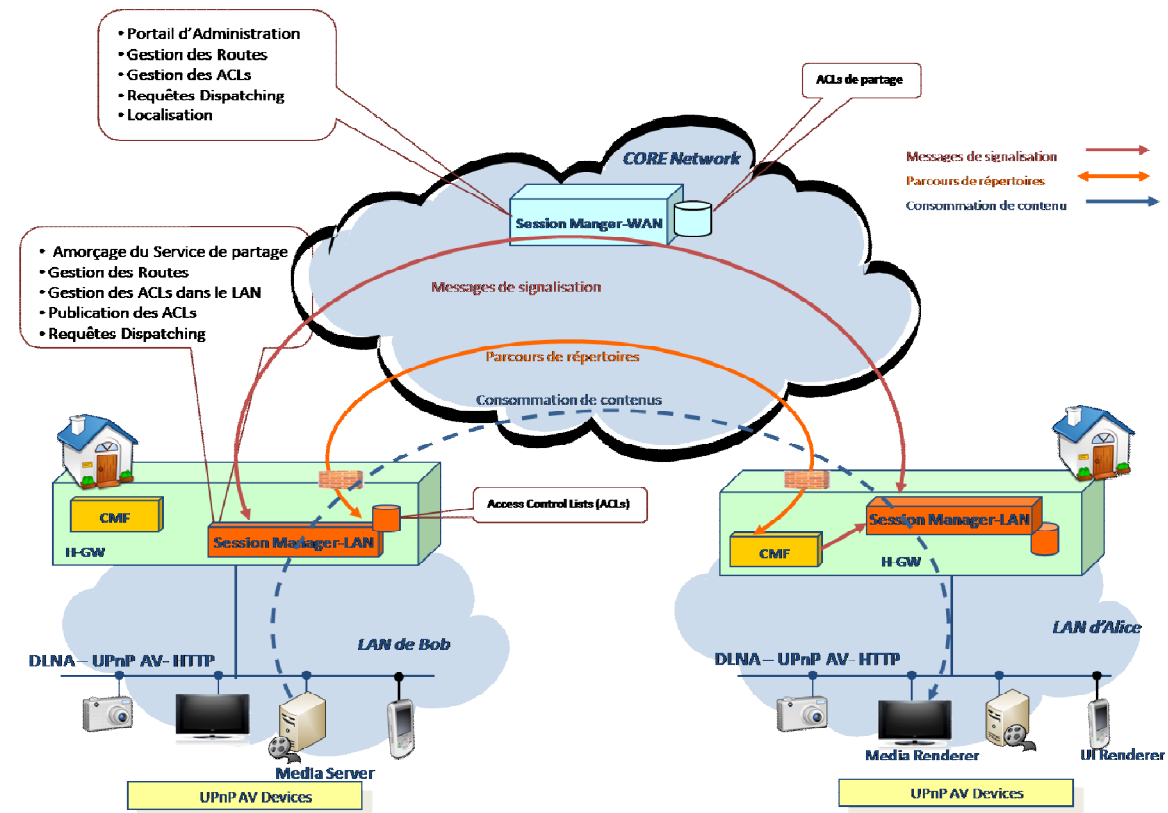 • Portail d'Administration
• Gestion des Routes
• Gestion des ACLs
• Requêtes Dispatching
• Localisation
ACLs de partage
CORE Network
Session Manger-WAN
Messages de signalisation
Parcours de répertoires
Consommation de contenu
• Amorçage du Service de partage
• Gestion des Routes
• Gestion des ACLs dans le LAN
• Publication des ACLs
• Requêtes Dispatching
Messages de signalisation
Parcours de répertoires
Consommation de contenus
CMF
Session Manager-LAN
H-GW
Access Control Lists (ACLs)
Session Manager-LAN
CMF
H-GW
LAN de Bob
DLNA – UPnP AV- HTTP
Media Server
UPnP AV Devices
LAN d'Alice
DLNA – UPnP AV- HTTP
Media Renderer
UI Renderer
UPnP AV Devices